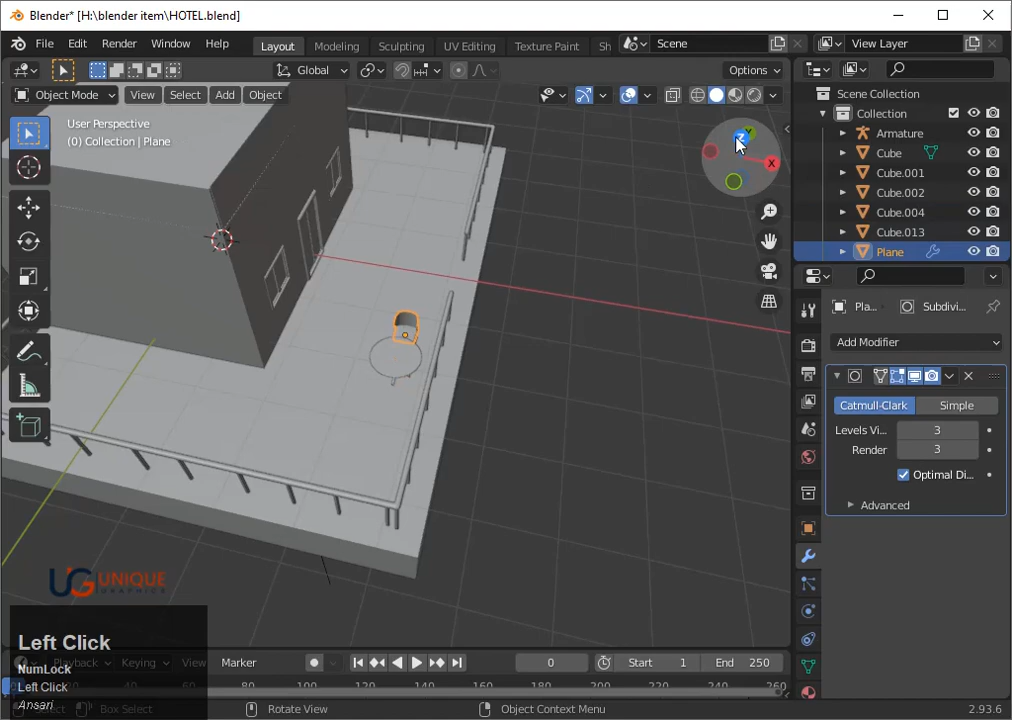 Blender* [H:\blender item\HOTEL.blend]
File Edit Render Window Help Layout Modeling Sculpting UV Editing Texture Paint Sh Scene View Layer
Global Options
Object Mode View Select Add Object
User Perspective
(0) Collection | Plane
Z Y
X
Scene Collection
Collection
Armature
Cube
Cube.001
Cube.002
Cube.004
Cube.013
Plane
Pla... Subdivi...
Add Modifier
Catmull-Clark Simple
Levels Vi... 3
Render 3
Optimal Di...
Advanced
UG UNIQUE
GRAPHICS
Left Click
NumLock
Left Click
Ansari
Playback Keying View Marker 0 Start 1 End 250
80 100 120 140 160 180 200 220 240 260
Select Box Select Rotate View Object Context Menu 2.93.6